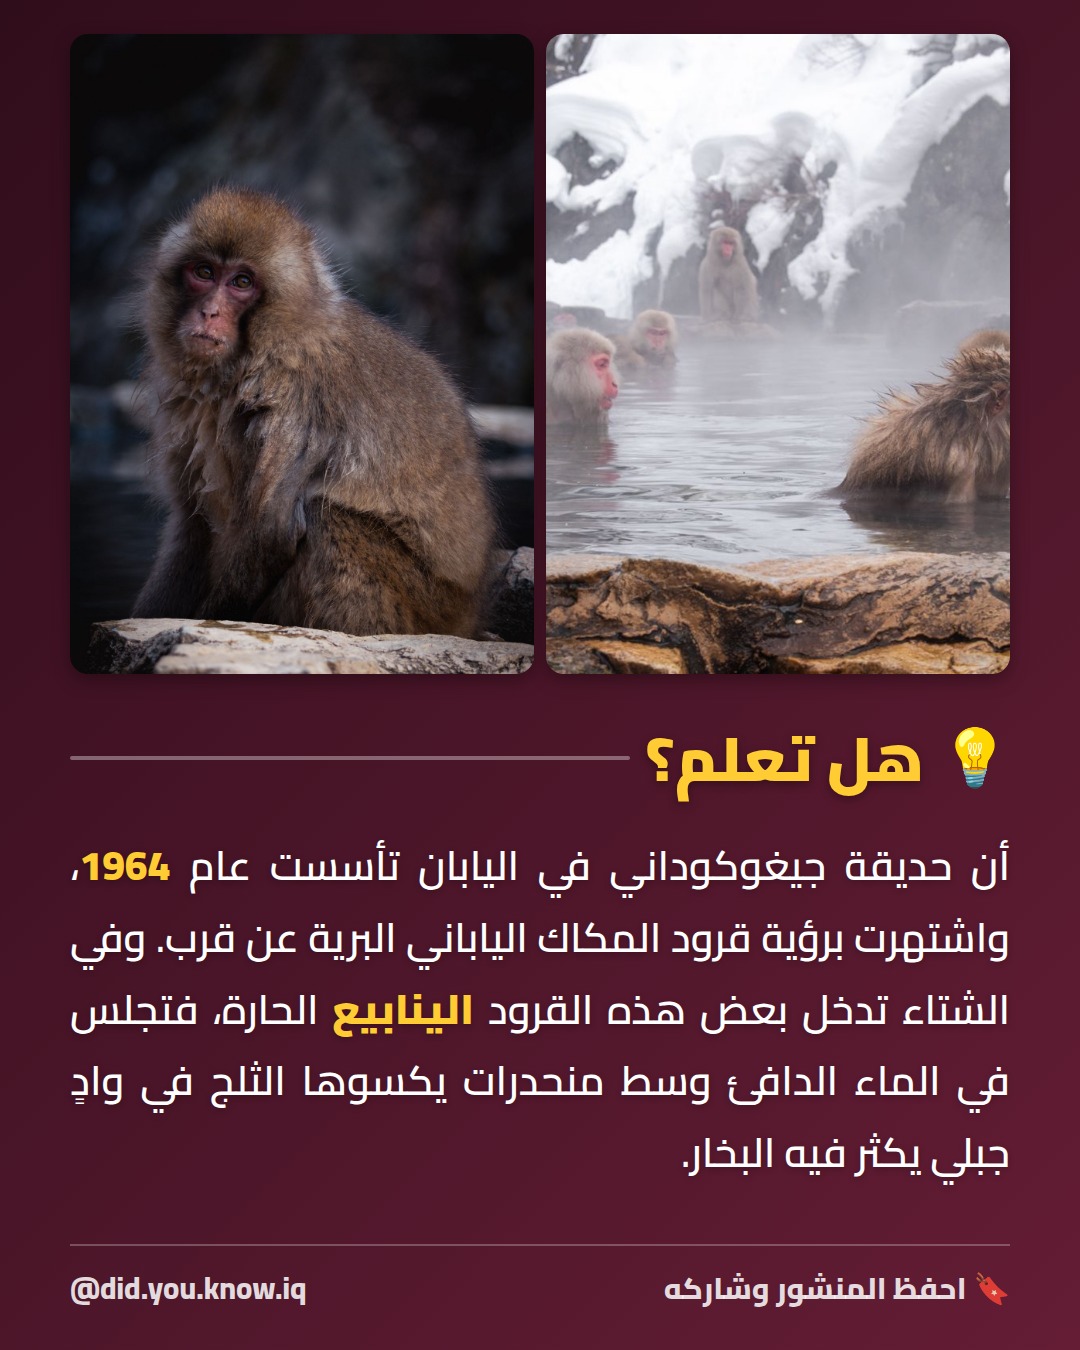 هل تعلم؟
أن حديقة جيغوكوداني في اليابان تأسست عام 1964،
واشتهرت برؤية قرود المكاك الياباني البرية عن قرب. وفي
الشتاء تدخل بعض هذه القرود الينابيع الحارة، فتجلس
في الماء الدافئ وسط منحدرات يكسوها الثلج في وادٍ
جبلي يكثر فيه البخار.
احفظ المنشور وشاركه
@did.you.know.iq